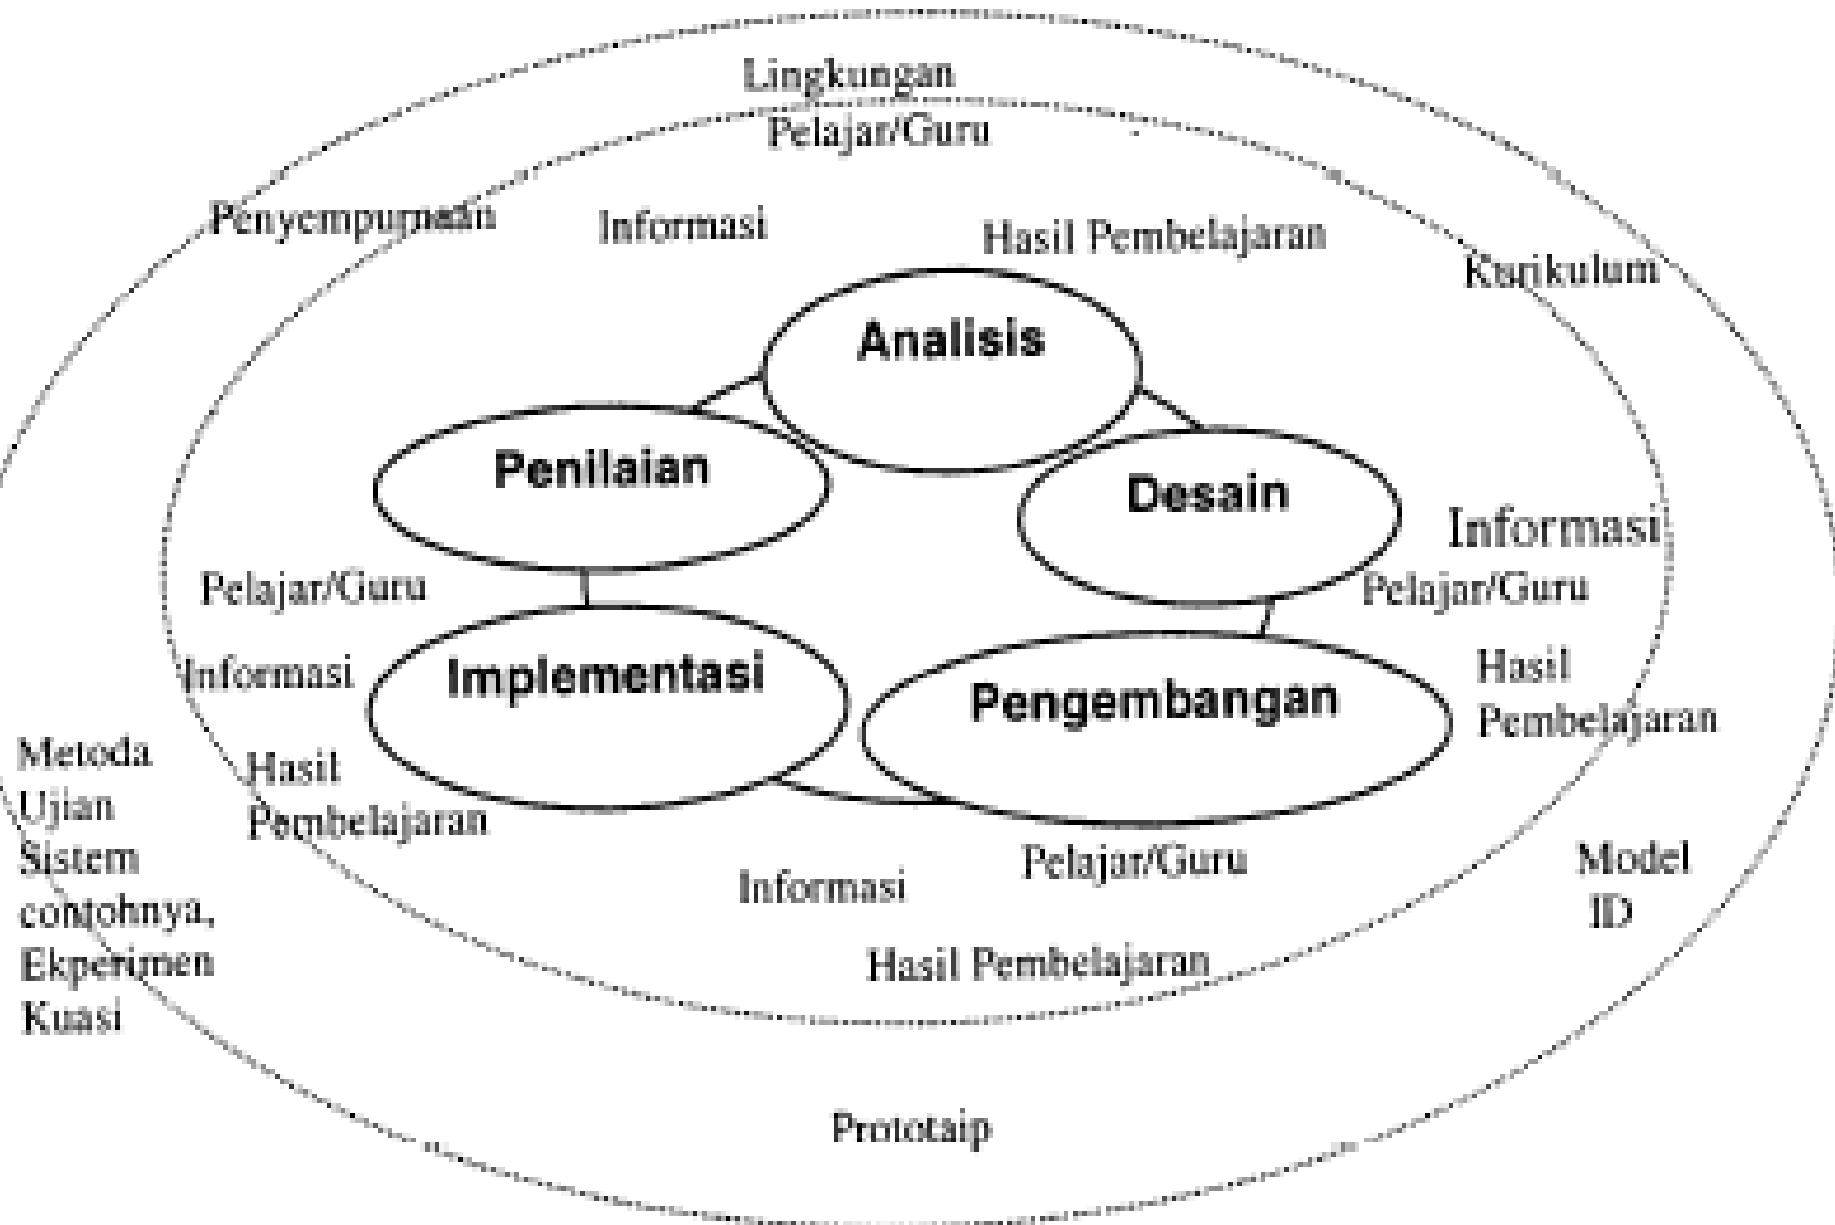 Lingkungan
Pelajar/Guru
Penyempurnaan
Informasi
Hasil Pembelajaran
Kurikulum
Analisis
Penilaian
Desain
Informasi
Pelajar/Guru
Pelajar/Guru
Hasil
Pembelajaran
Informasi
Implementasi
Pengembangan
Metoda
Ujian
Sistem
contohnya,
Ekperimen
Kuasi
Hasil
Pembelajaran
Informasi
Pelajar/Guru
Model
ID
Hasil Pembelajaran
Prototaip